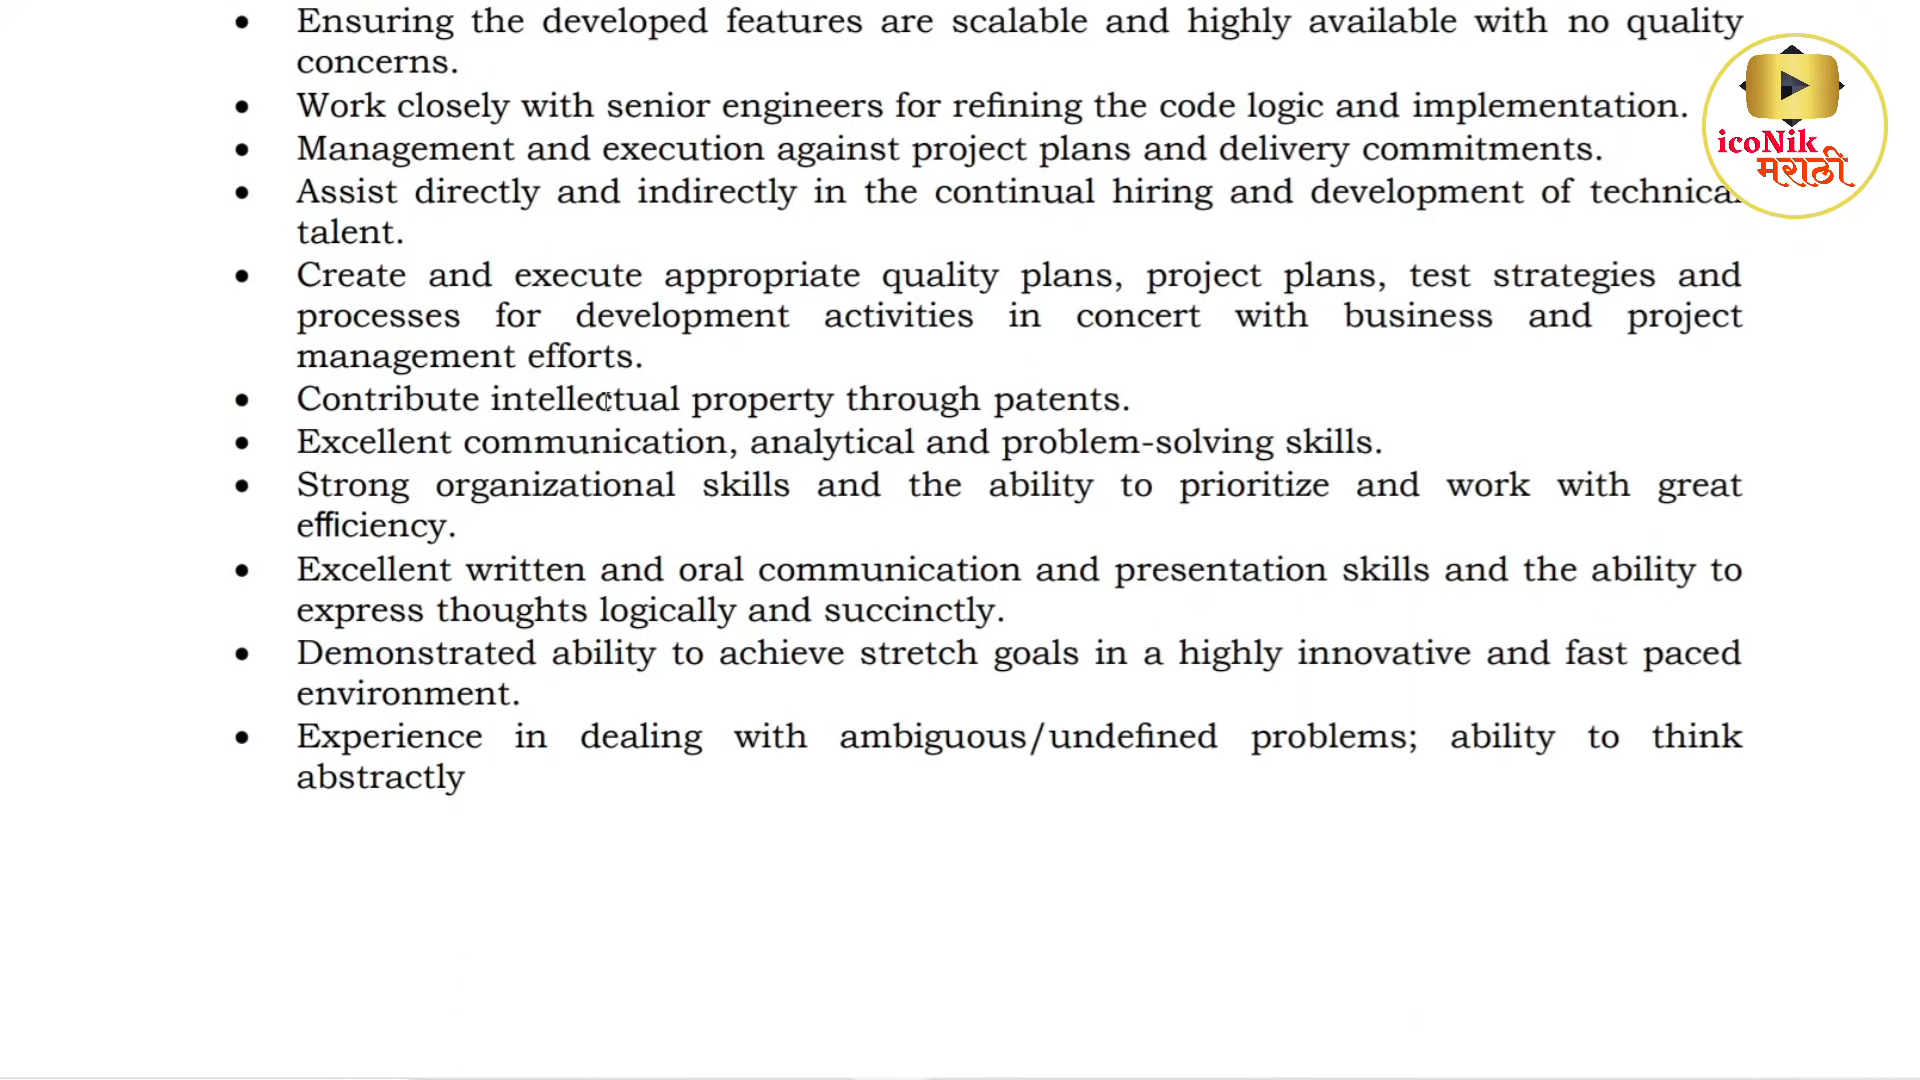 • Ensuring the developed features are scalable and highly available with no quality
concerns.
• Work closely with senior engineers for refining the code logic and implementation.
• Management and execution against project plans and delivery commitments.
• Assist directly and indirectly in the continual hiring and development of technical
talent.
• Create and execute appropriate quality plans, project plans, test strategies and
processes for development activities in concert with business and project
management efforts.
• Contribute intellectual property through patents.
• Excellent communication, analytical and problem-solving skills.
• Strong organizational skills and the ability to prioritize and work with great
efficiency.
• Excellent written and oral communication and presentation skills and the ability to
express thoughts logically and succinctly.
• Demonstrated ability to achieve stretch goals in a highly innovative and fast paced
environment.
• Experience in dealing with ambiguous/undefined problems; ability to think
abstractly
icoNik
मराठी